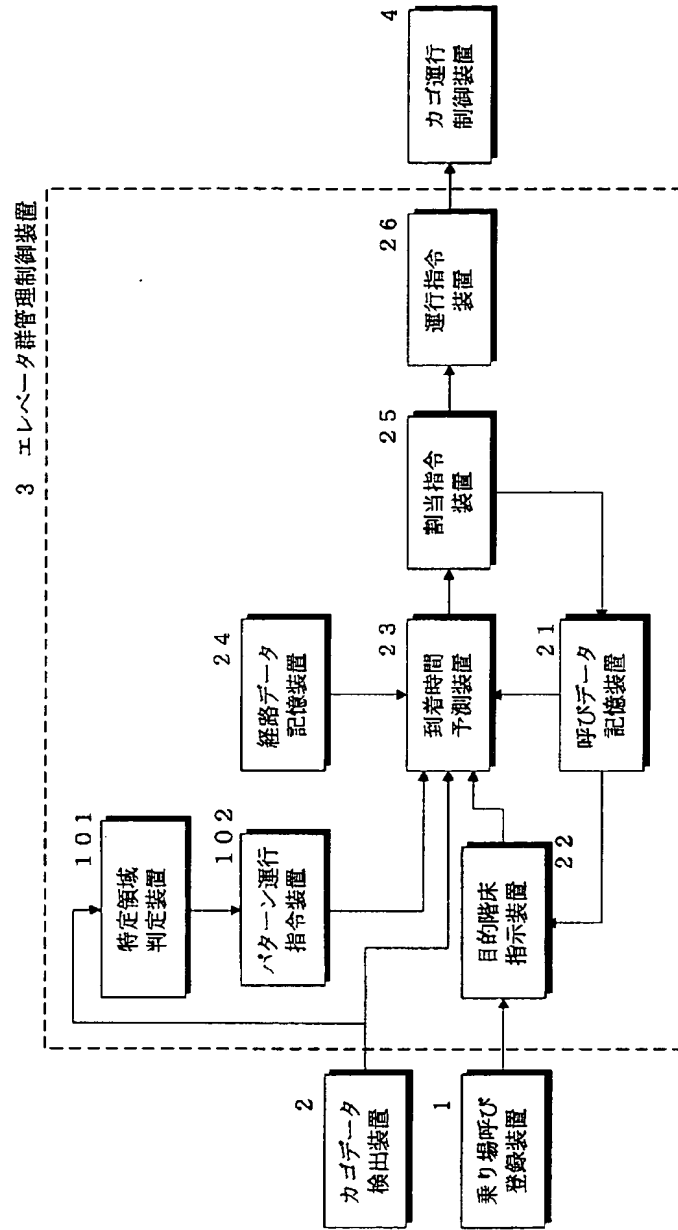 3 エレベータ群管理制御装置
101
特定領域
判定装置
102
パターン運行
指令装置
24
経路データ
記憶装置
2
カゴデータ
検出装置
23
到着時間
予測装置
25
割当指令
装置
26
運行指令
装置
4
カゴ運行
制御装置
1
乗り場呼び
登録装置
目的階床
指示装置
22
21
呼びデータ
記憶装置